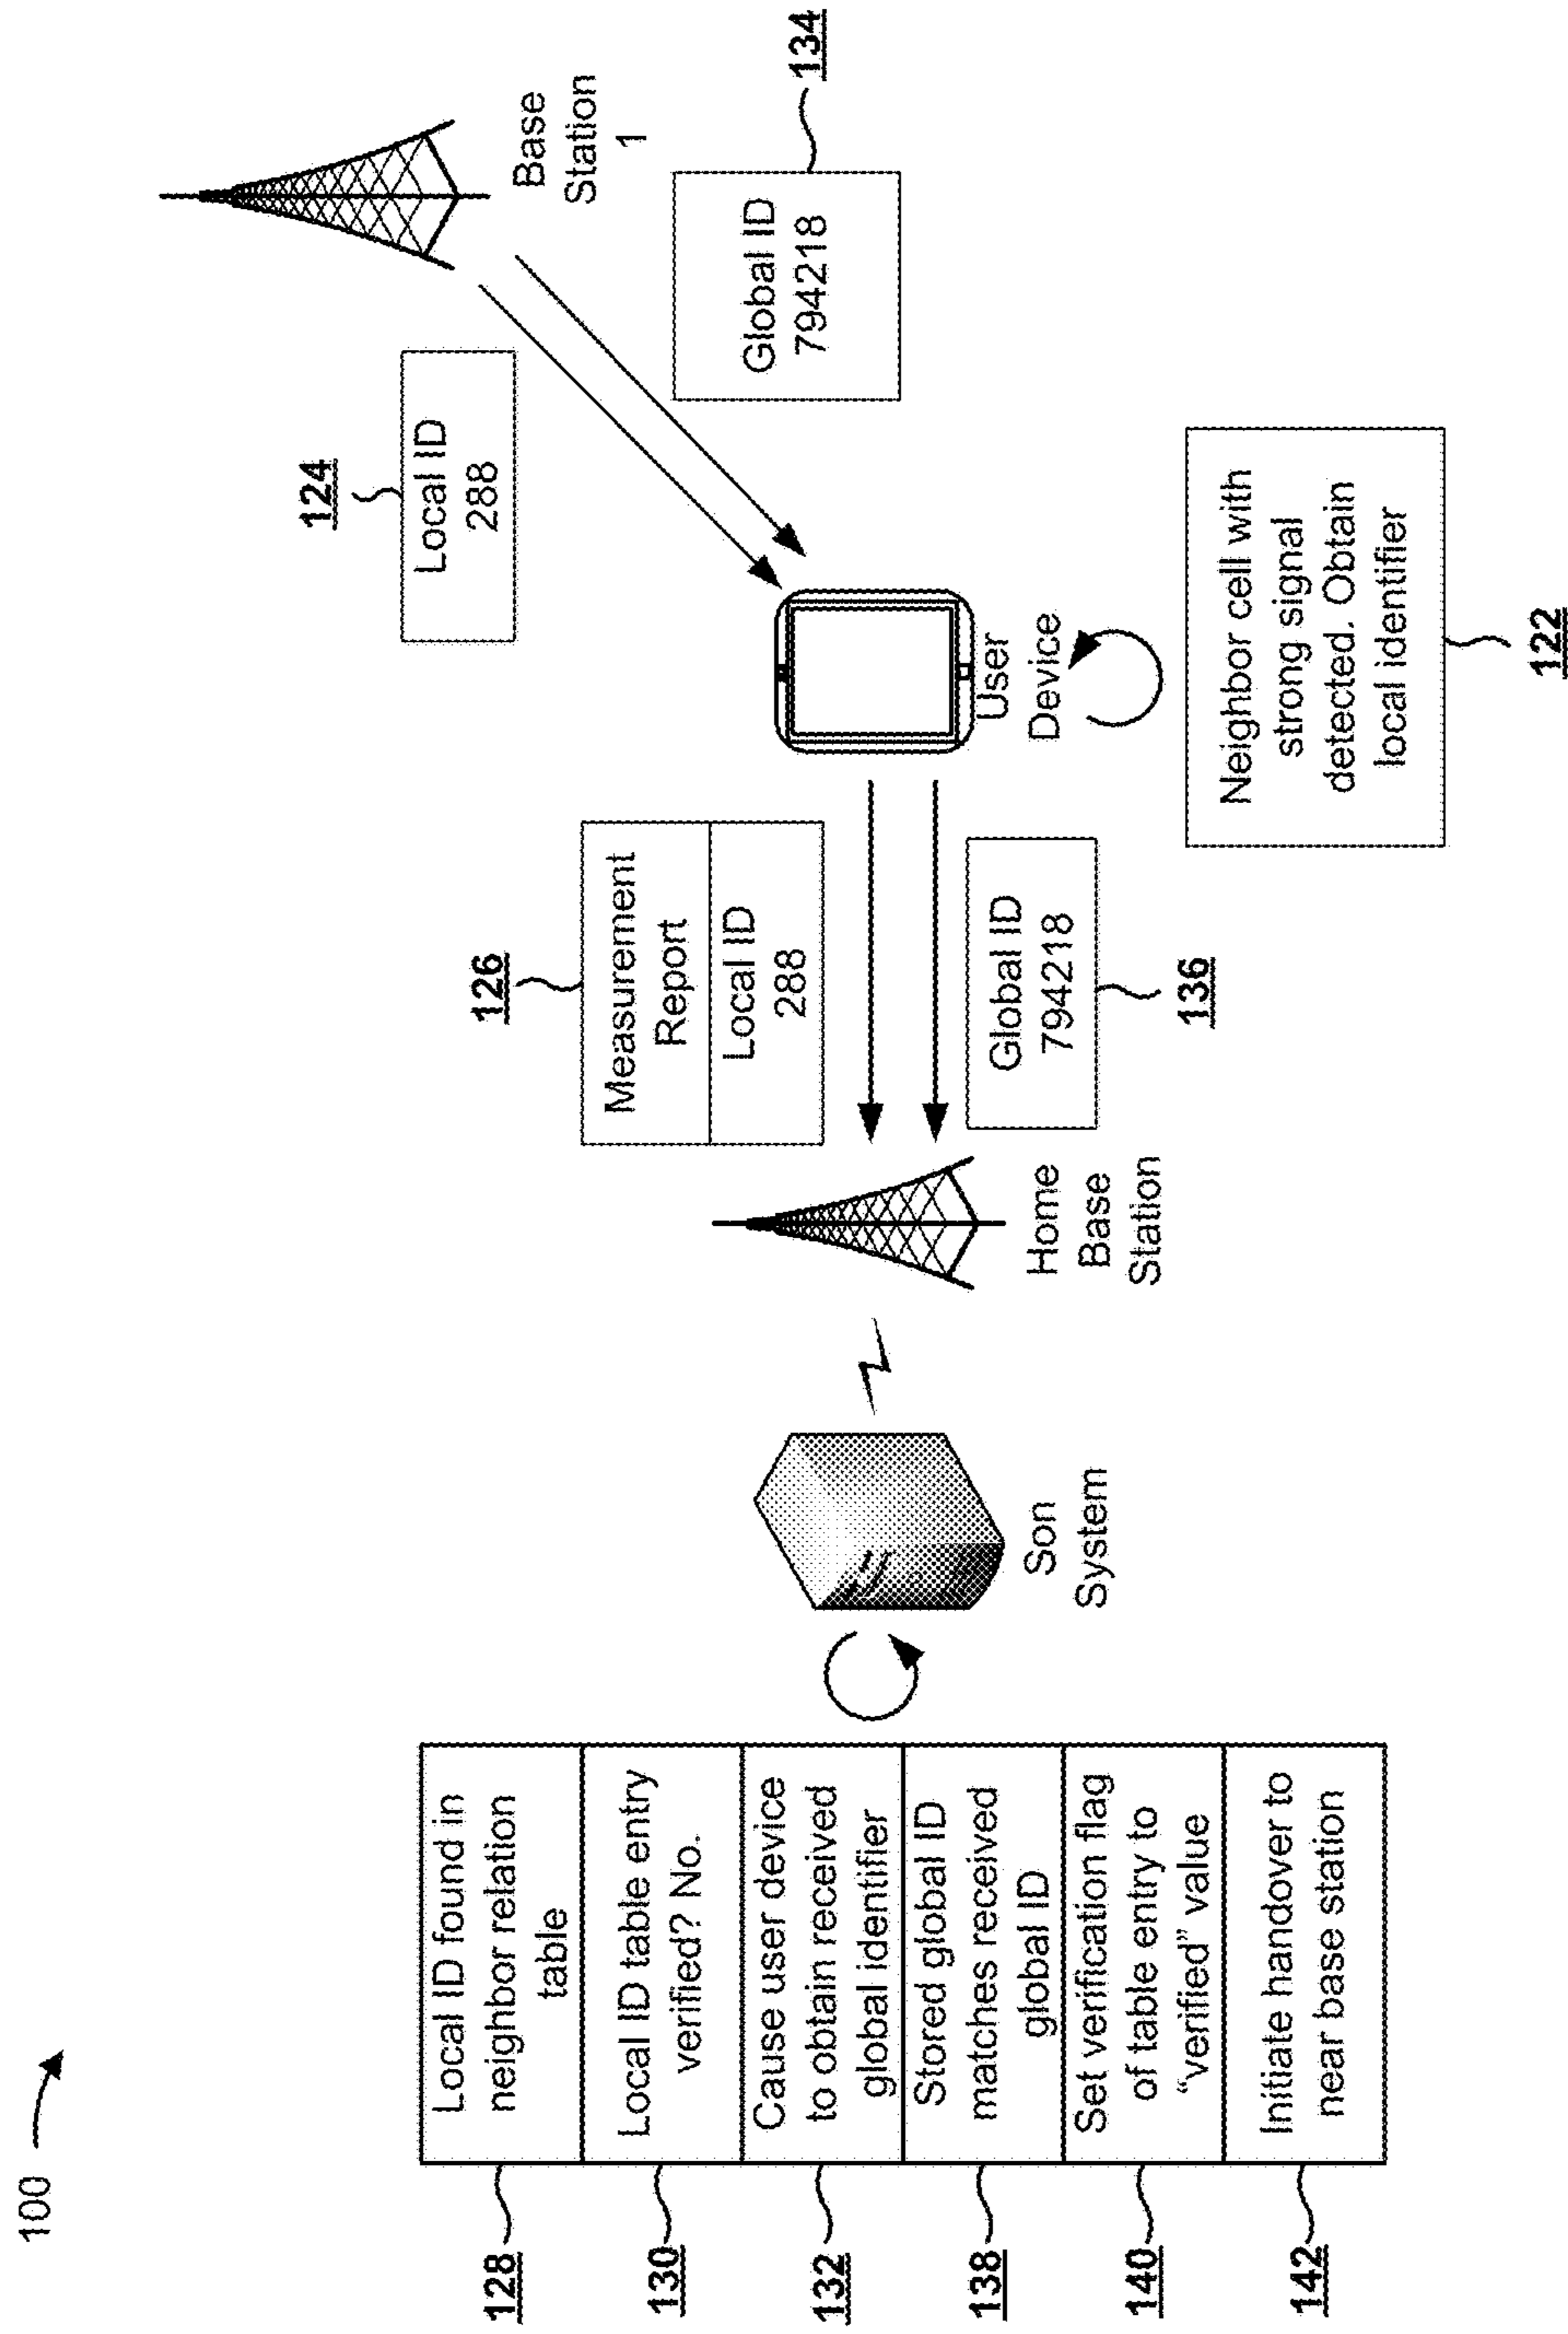 100
128
Local ID found in
neighbor relation
table
130
Local ID table entry
verified? No.
132
Cause user device
to obtain received
global identifier
138
Stored global ID
matches received
global ID
140
Set verification flag
of table entry to
“verified” value
142
Initiate handover to
near base station
Son
System
Home
Base
Station
126
Measurement
Report
Local ID
288
Global ID
794218
136
User
Device
124
Local ID
288
Base
Station
1
Global ID
794218
134
Neighbor cell with
strong signal
detected. Obtain
local identifier
122